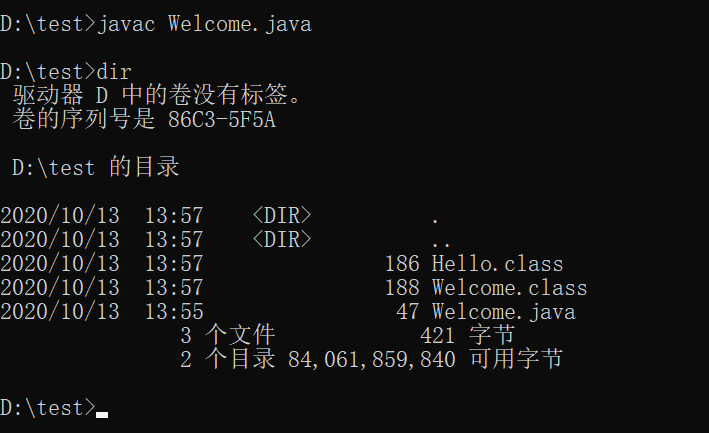 D:\test>javac Welcome.java
D:\test>dir
驱动器 D 中的卷没有标签。
卷的序列号是 86C3-5F5A
D:\test 的目录
2020/10/13  13:57    <DIR>          .
2020/10/13  13:57    <DIR>          ..
2020/10/13  13:57               186 Hello.class
2020/10/13  13:57               188 Welcome.class
2020/10/13  13:55                47 Welcome.java
3 个文件            421 字节
2 个目录 84,061,859,840 可用字节
D:\test>